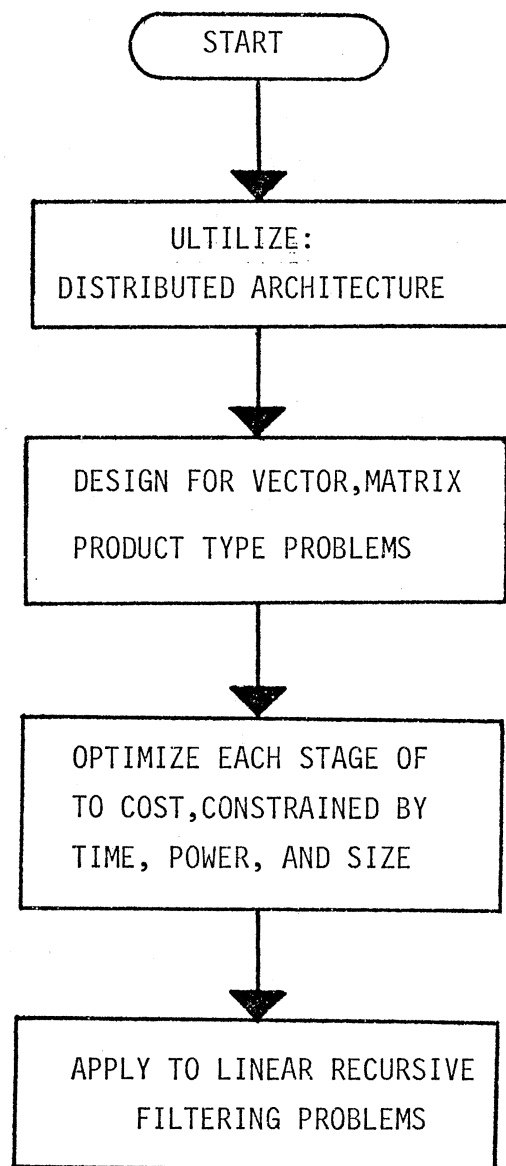 START
ULTILIZE:
DISTRIBUTED ARCHITECTURE
DESIGN FOR VECTOR,MATRIX
PRODUCT TYPE PROBLEMS
OPTIMIZE EACH STAGE OF
TO COST,CONSTRAINED BY
TIME, POWER, AND SIZE
APPLY TO LINEAR RECURSIVE
FILTERING PROBLEMS